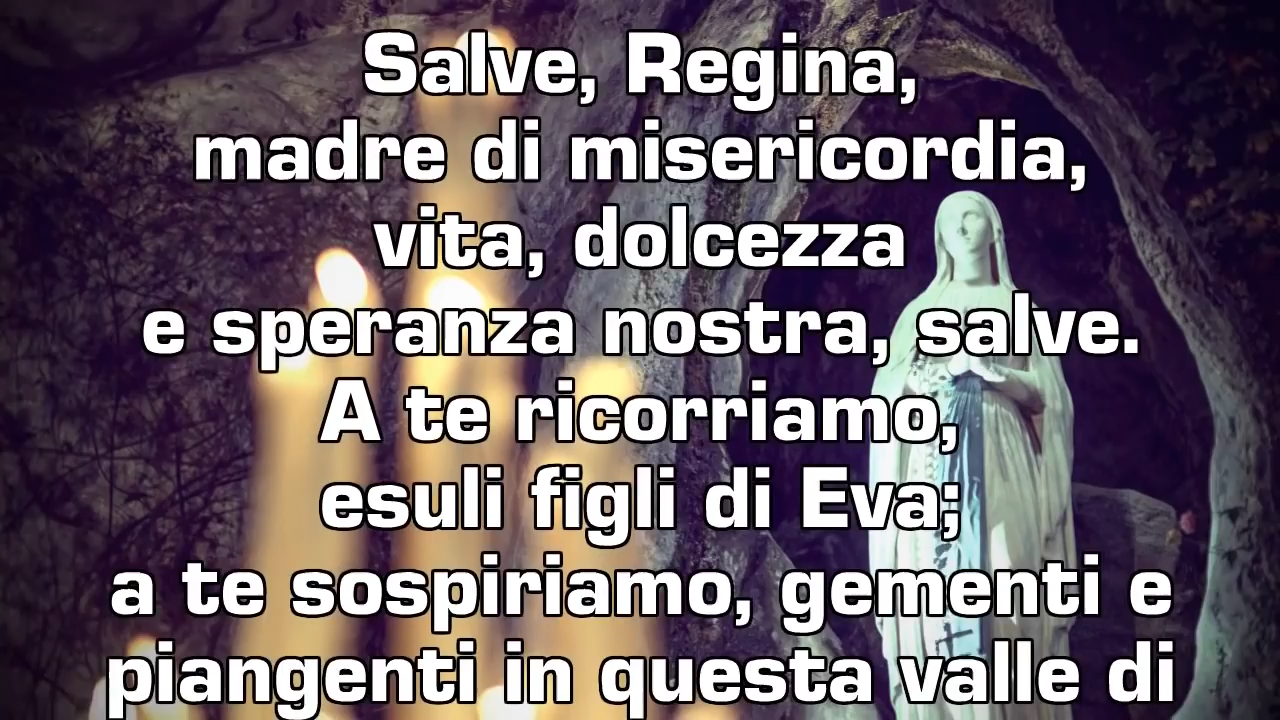 Salve, Regina,
madre di misericordia,
vita, dolcezza
e speranza nostra, salve.
A te ricorriamo,
esuli figli di Eva;
a te sospiriamo, gementi e
piangenti in questa valle di